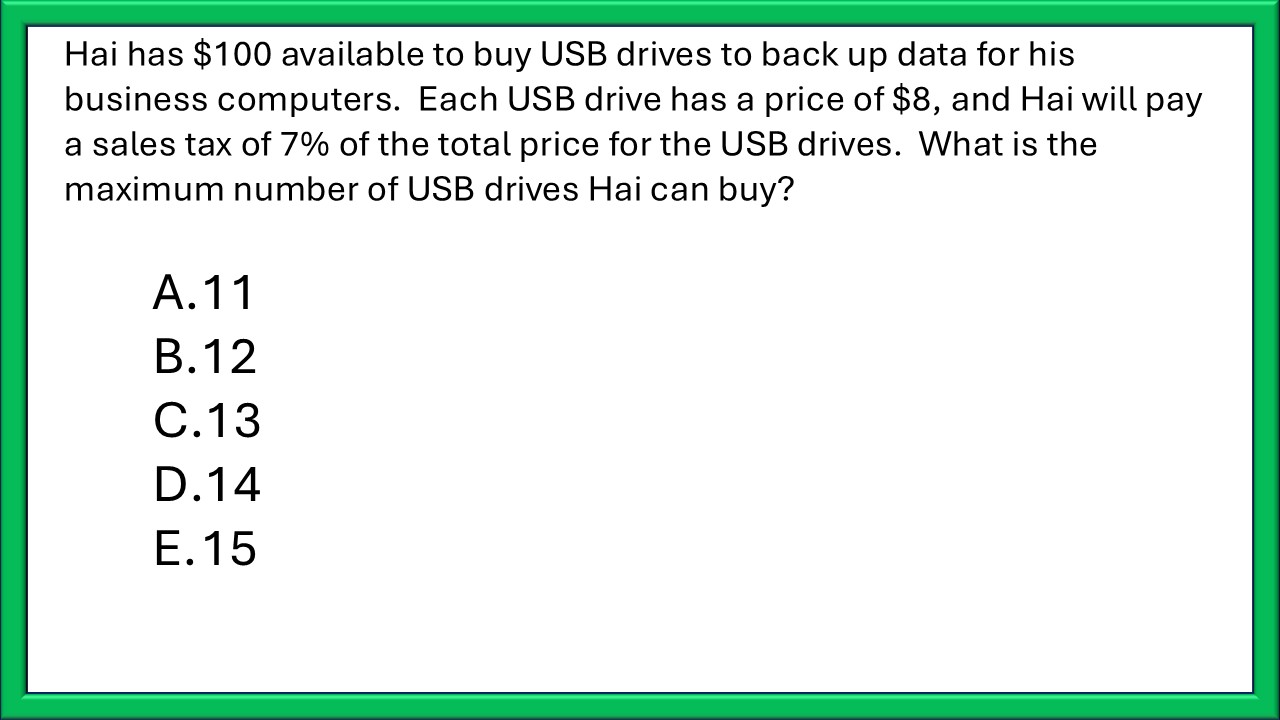 Hai has $100 available to buy USB drives to back up data for his
business computers.  Each USB drive has a price of $8, and Hai will pay
a sales tax of 7% of the total price for the USB drives.  What is the
maximum number of USB drives Hai can buy?
A. 11
B. 12
C. 13
D. 14
E. 15